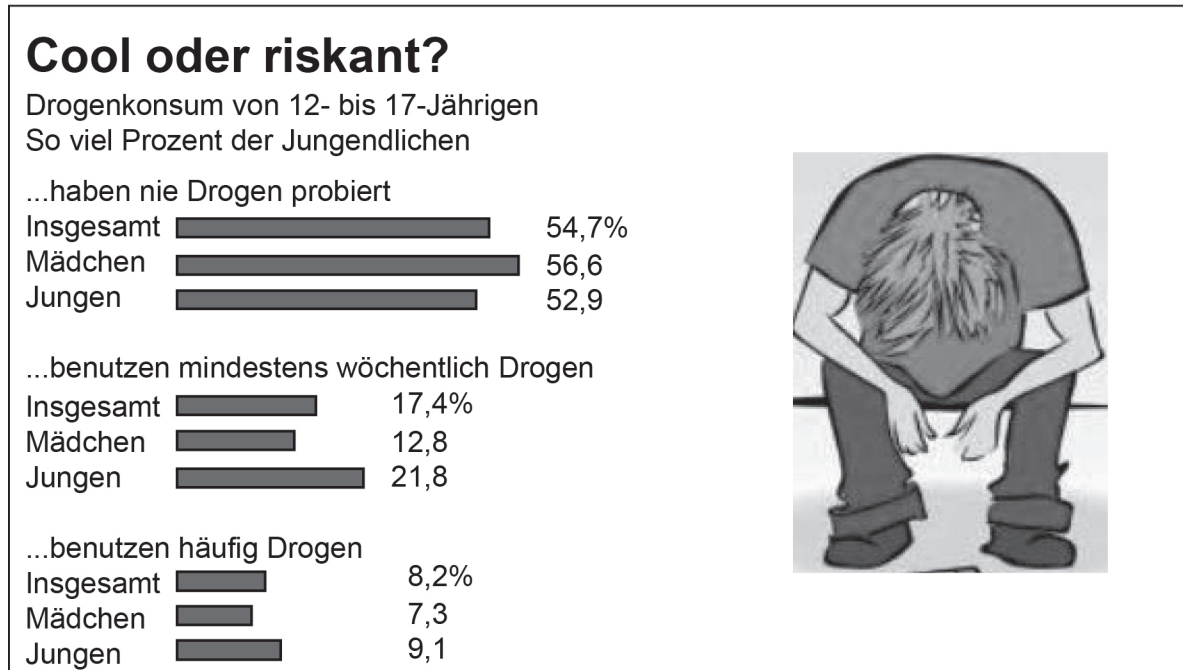 Cool oder riskant?
Drogenkonsum von 12- bis 17-Jährigen
So viel Prozent der Jungendlichen
...haben nie Drogen probiert
Insgesamt 54,7%
Mädchen 56,6
Jungen 52,9
...benutzen mindestens wöchentlich Drogen
Insgesamt 17,4%
Mädchen 12,8
Jungen 21,8
...benutzen häufig Drogen
Insgesamt 8,2%
Mädchen 7,3
Jungen 9,1